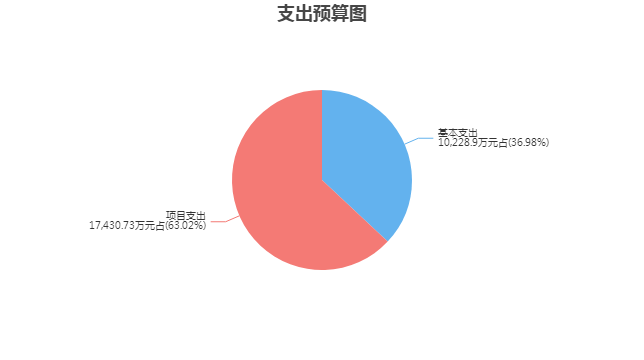 支出预算图
基本支出
10,228.9万元占(36.98%)
项目支出
17,430.73万元占(63.02%)